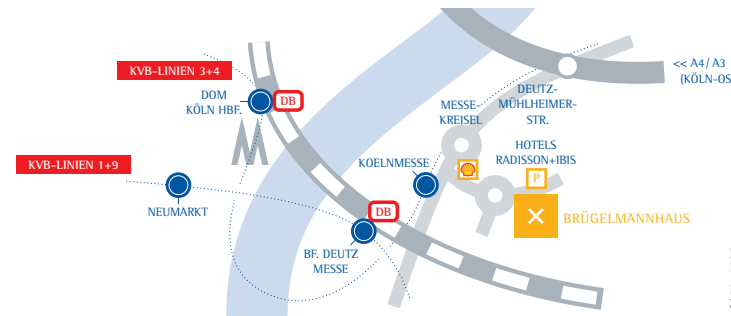 KVB-LINIEN 3+4
<< A4/A3
(KÖLN-OS
DOM
KÖLN HBF.
DB
MESSE-
KREISEL
DEUTZ-
MÜHLHEIMER-
STR.
HOTELS
RADISSON+IBIS
KVB-LINIEN 1+9
KOELNMESSE
P
NEUMARKT
DB
BRÜGELMANNHAUS
BF. DEUTZ
MESSE